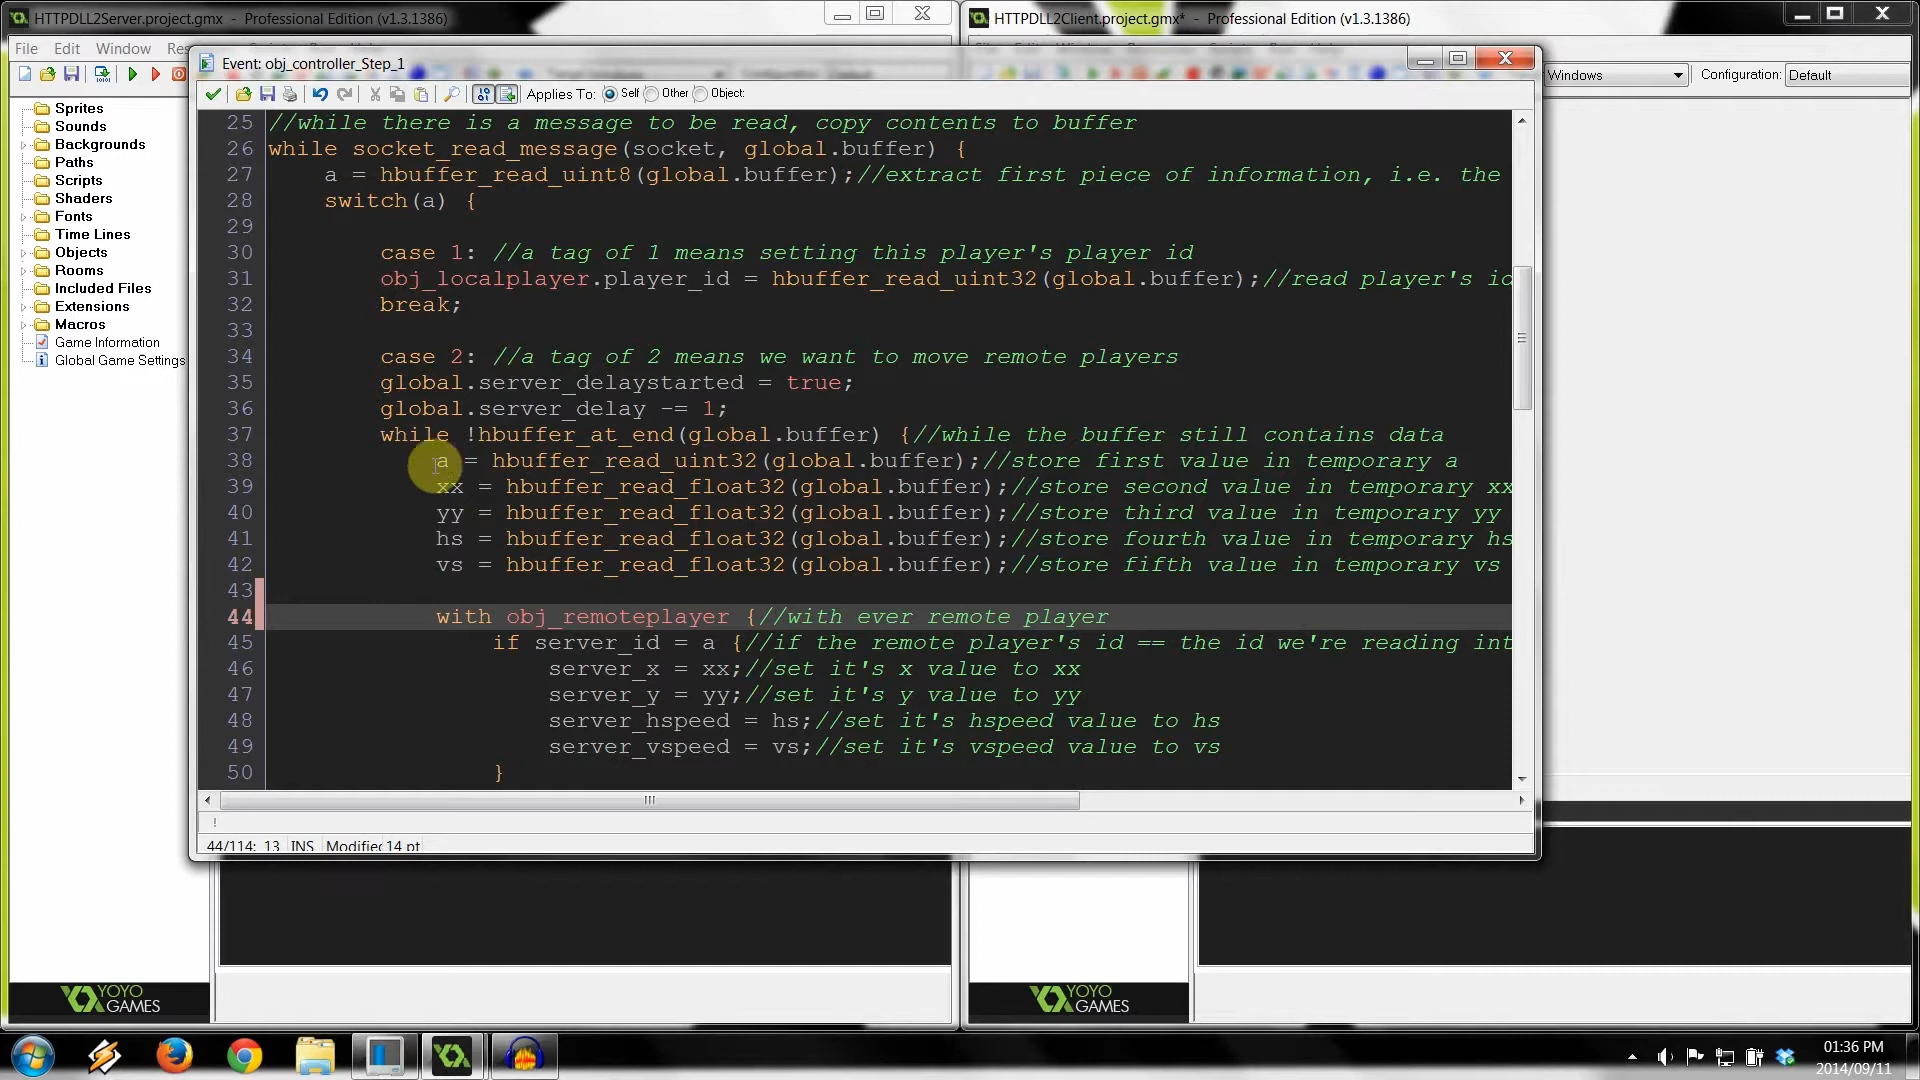 HTTPDLL2Server.project.gmx - Professional Edition (v1.3.1386)
HTTPDLL2Client.project.gmx* - Professional Edition (v1.3.1386)
File Edit Window
Event: obj_controller_Step_1
Applies To: Self Other Object:
Windows
Configuration: Default
Sprites
Sounds
Backgrounds
Paths
Scripts
Shaders
Fonts
Time Lines
Objects
Rooms
Included Files
Extensions
Macros
Game Information
Global Game Settings
25 //while there is a message to be read, copy contents to buffer
26 while socket_read_message(socket, global.buffer) {
27 a = hbuffer_read_uint8(global.buffer);//extract first piece of information, i.e. the
28 switch(a) {
29
30 case 1: //a tag of 1 means setting this player's player id
31 obj_localplayer.player_id = hbuffer_read_uint32(global.buffer);//read player's id
32 break;
33
34 case 2: //a tag of 2 means we want to move remote players
35 global.server_delaystarted = true;
36 global.server_delay -= 1;
37 while !hbuffer_at_end(global.buffer) {//while the buffer still contains data
38 a = hbuffer_read_uint32(global.buffer);//store first value in temporary a
39 xx = hbuffer_read_float32(global.buffer);//store second value in temporary xx
40 yy = hbuffer_read_float32(global.buffer);//store third value in temporary yy
41 hs = hbuffer_read_float32(global.buffer);//store fourth value in temporary hs
42 vs = hbuffer_read_float32(global.buffer);//store fifth value in temporary vs
43
44 with obj_remoteplayer {//with ever remote player
45 if server_id = a {//if the remote player's id == the id we're reading int
46 server_x = xx;//set it's x value to xx
47 server_y = yy;//set it's y value to yy
48 server_hspeed = hs;//set it's hspeed value to hs
49 server_vspeed = vs;//set it's vspeed value to vs
50 }
!
44/114: 13 INS Modified 14 pt
YOYO
GAMES
YOYO
GAMES
01:36 PM
2014/09/11